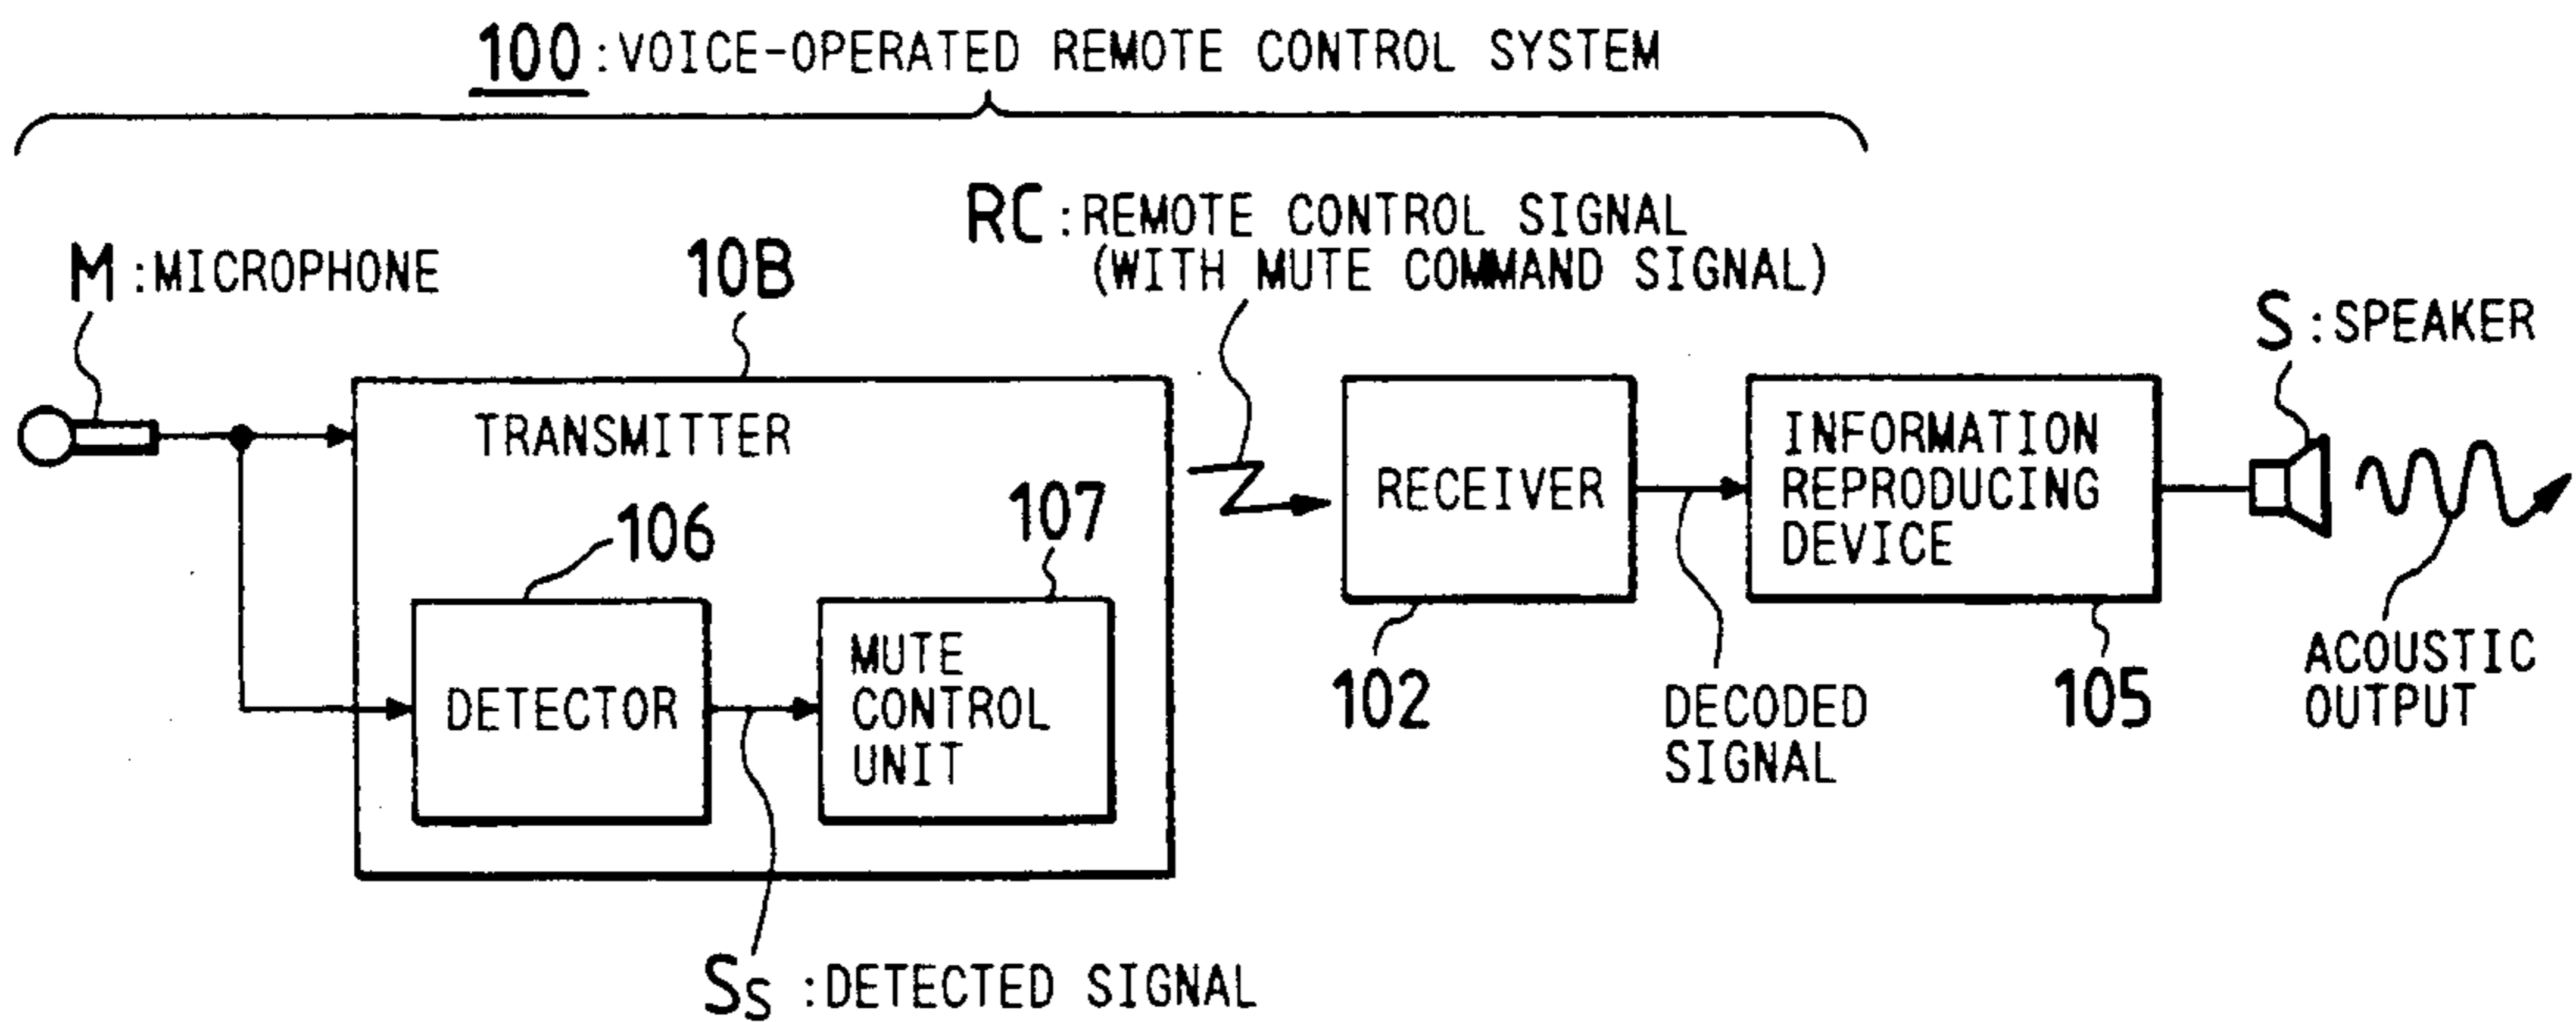 100 : VOICE-OPERATED REMOTE CONTROL SYSTEM
RC : REMOTE CONTROL SIGNAL
(WITH MUTE COMMAND SIGNAL)
M : MICROPHONE
10B
S : SPEAKER
TRANSMITTER
INFORMATION
REPRODUCING
DEVICE
RECEIVER
106
107
DETECTOR
MUTE
CONTROL
UNIT
102
DECODED
SIGNAL
105
ACOUSTIC
OUTPUT
Ss : DETECTED SIGNAL